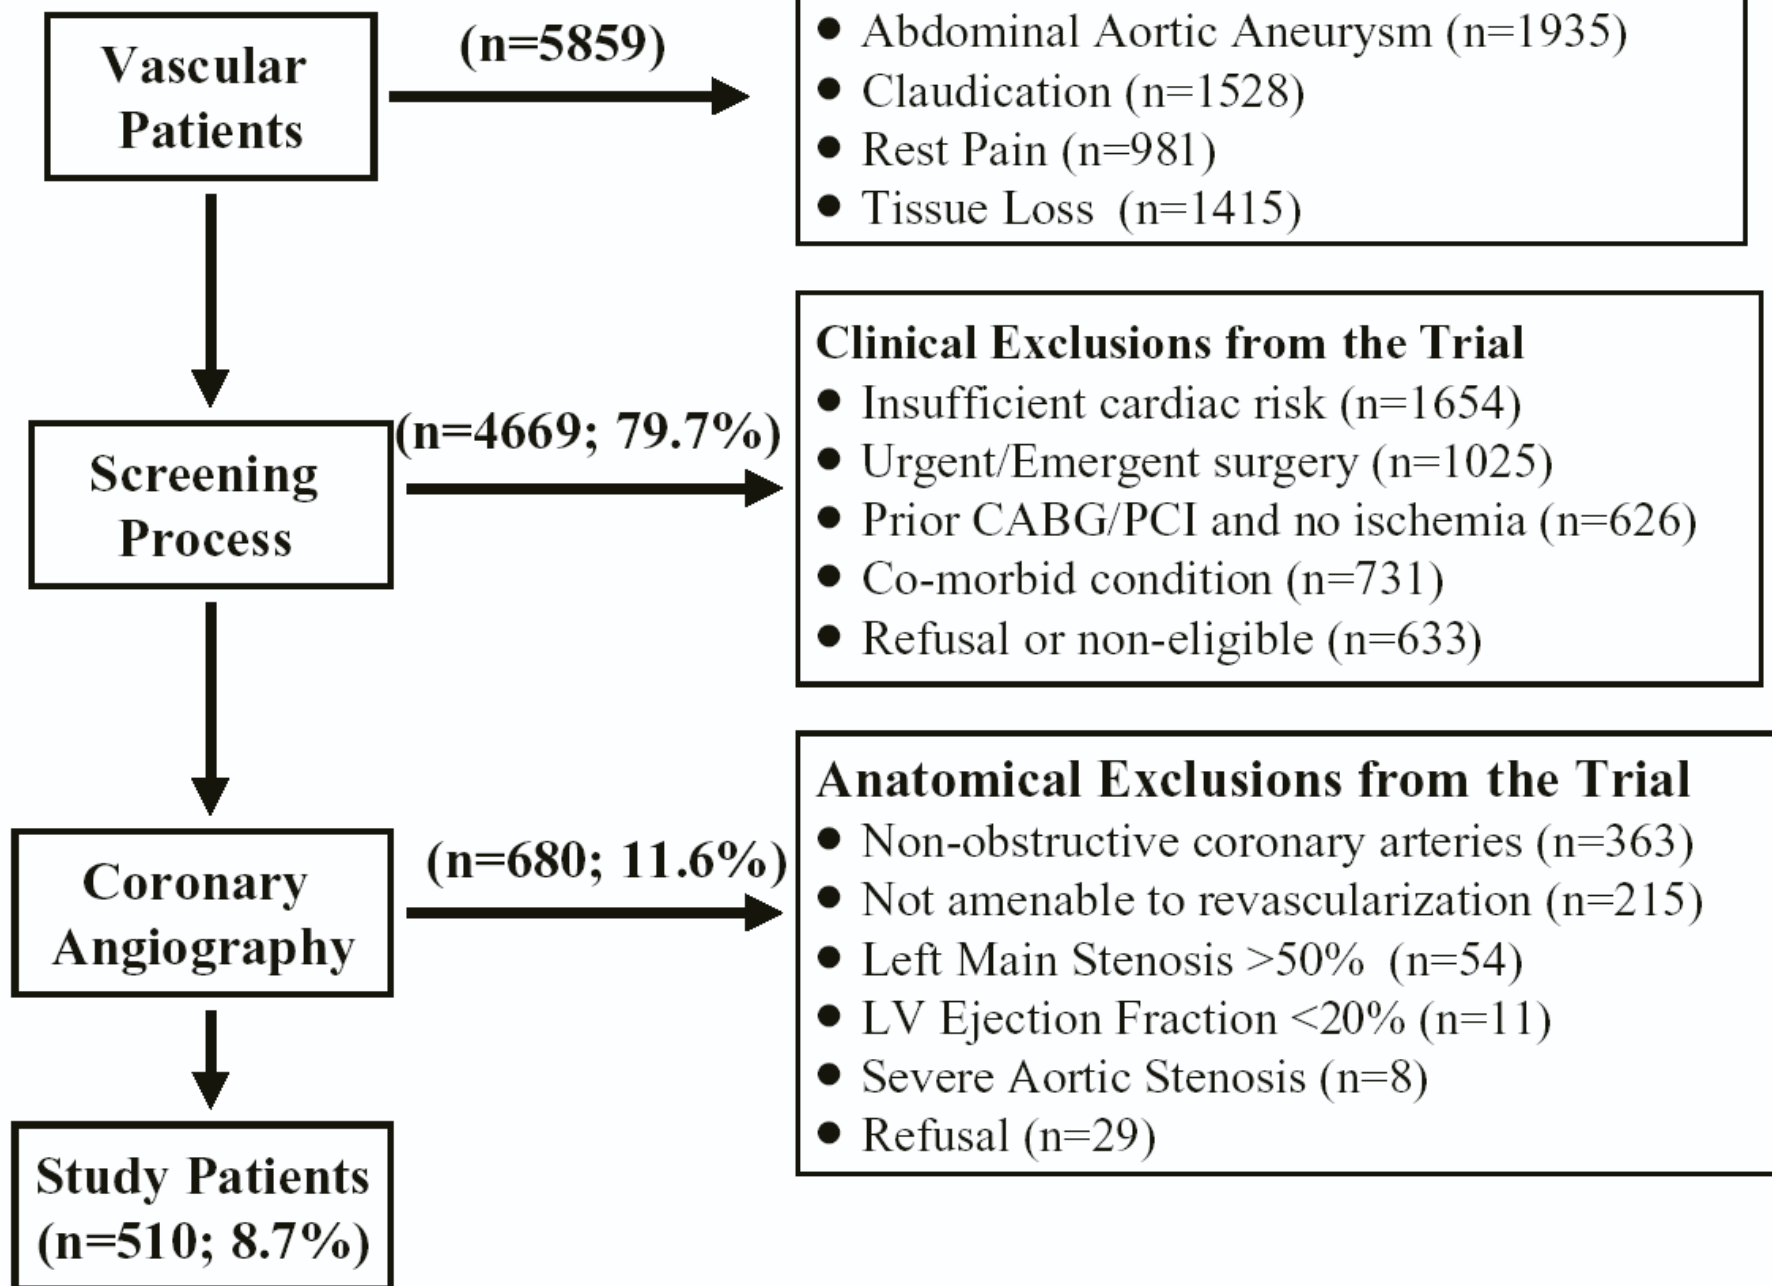 Vascular
Patients
(n=5859)
● Abdominal Aortic Aneurysm (n=1935)
● Claudication (n=1528)
● Rest Pain (n=981)
● Tissue Loss (n=1415)
Screening
Process
(n=4669; 79.7%)
Clinical Exclusions from the Trial
● Insufficient cardiac risk (n=1654)
● Urgent/Emergent surgery (n=1025)
● Prior CABG/PCI and no ischemia (n=626)
● Co-morbid condition (n=731)
● Refusal or non-eligible (n=633)
Coronary
Angiography
(n=680; 11.6%)
Anatomical Exclusions from the Trial
● Non-obstructive coronary arteries (n=363)
● Not amenable to revascularization (n=215)
● Left Main Stenosis >50% (n=54)
● LV Ejection Fraction <20% (n=11)
● Severe Aortic Stenosis (n=8)
● Refusal (n=29)
Study Patients
(n=510; 8.7%)